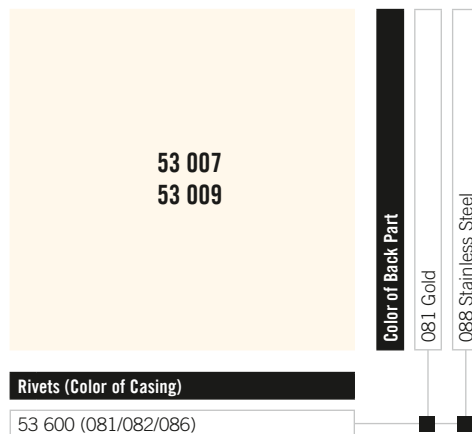 53 007
53 009
Color of Back Part
081 Gold
088 Stainless Steel
Rivets (Color of Casing)
53 600 (081/082/086)